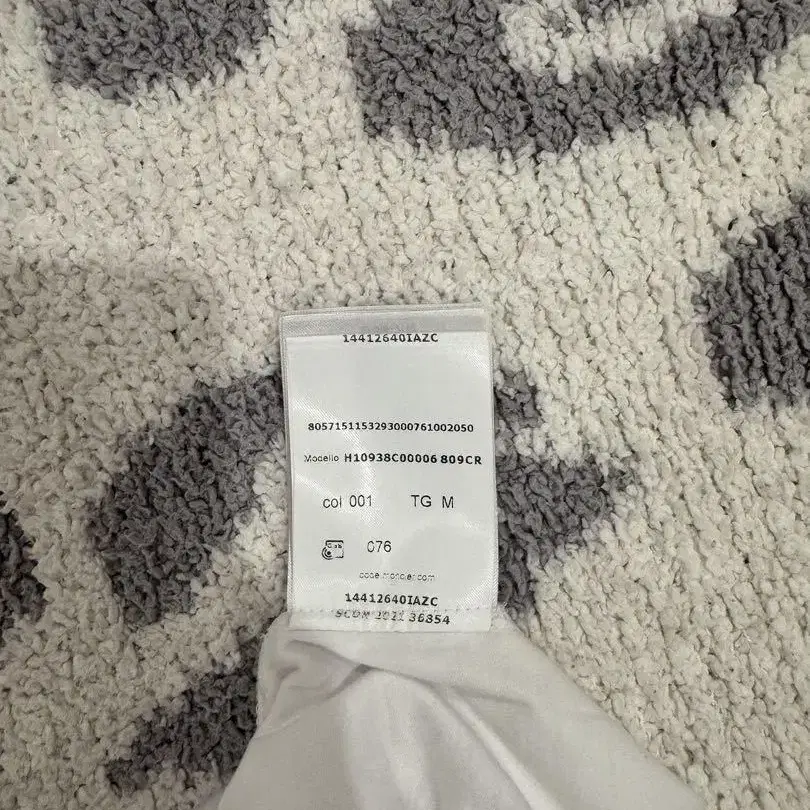 14412640IAZC
8057151153293000761002050
Modello H10938C00006 809CR
col 001 TG M
076
code.moncler.com
14412640IAZC